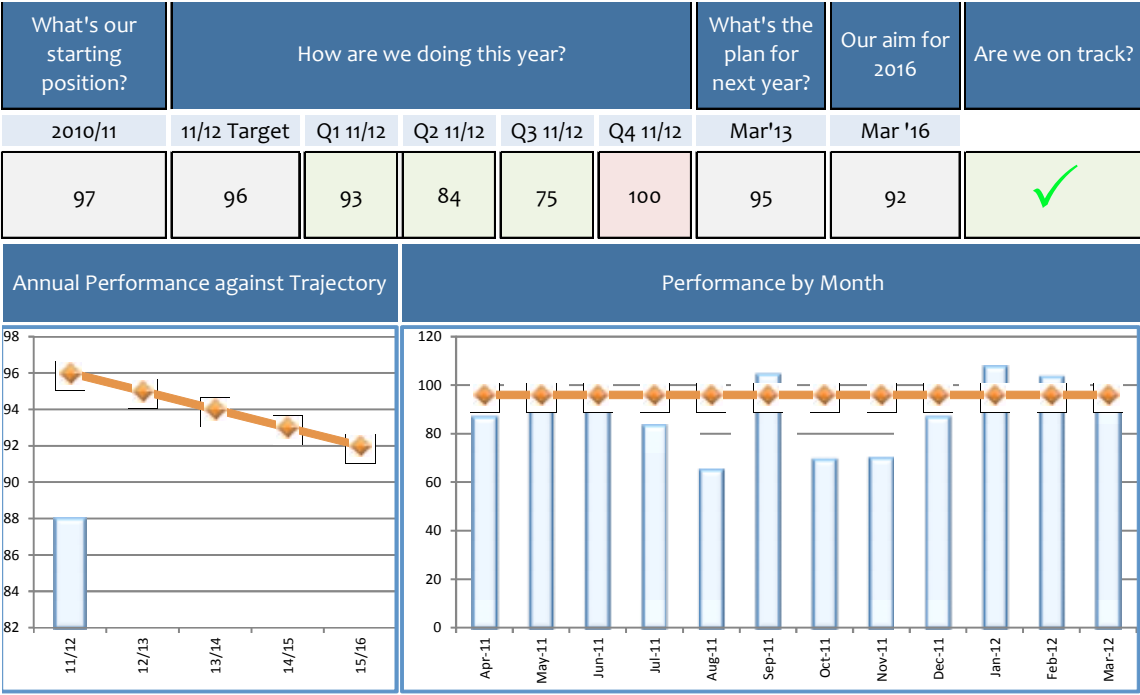 What's our
starting
position?
How are we doing this year?
What's the
plan for
next year?
Our aim for
2016
Are we on track?
2010/11
11/12 Target
Q1 11/12
Q2 11/12
Q3 11/12
Q4 11/12
Mar'13
Mar '16
97
96
93
84
75
100
95
92
Annual Performance against Trajectory
Performance by Month
98
96
94
92
90
88
86
84
82
11/12
12/13
13/14
14/15
15/16
120
100
80
60
40
20
0
Apr-11
May-11
Jun-11
Jul-11
Aug-11
Sep-11
Oct-11
Nov-11
Dec-11
Jan-12
Feb-12
Mar-12